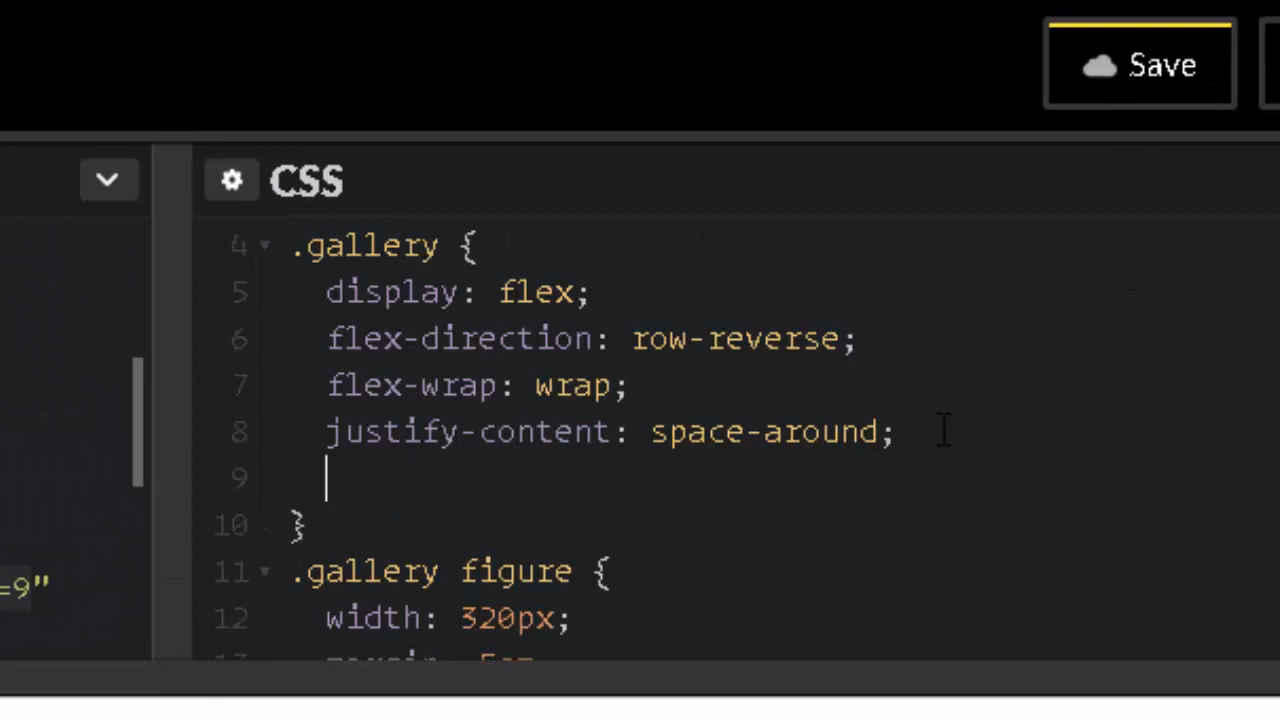 Save
CSS
4 .gallery {
5 display: flex;
6 flex-direction: row-reverse;
7 flex-wrap: wrap;
8 justify-content: space-around;
9
10 }
11 .gallery figure {
=9"
12 width: 320px;